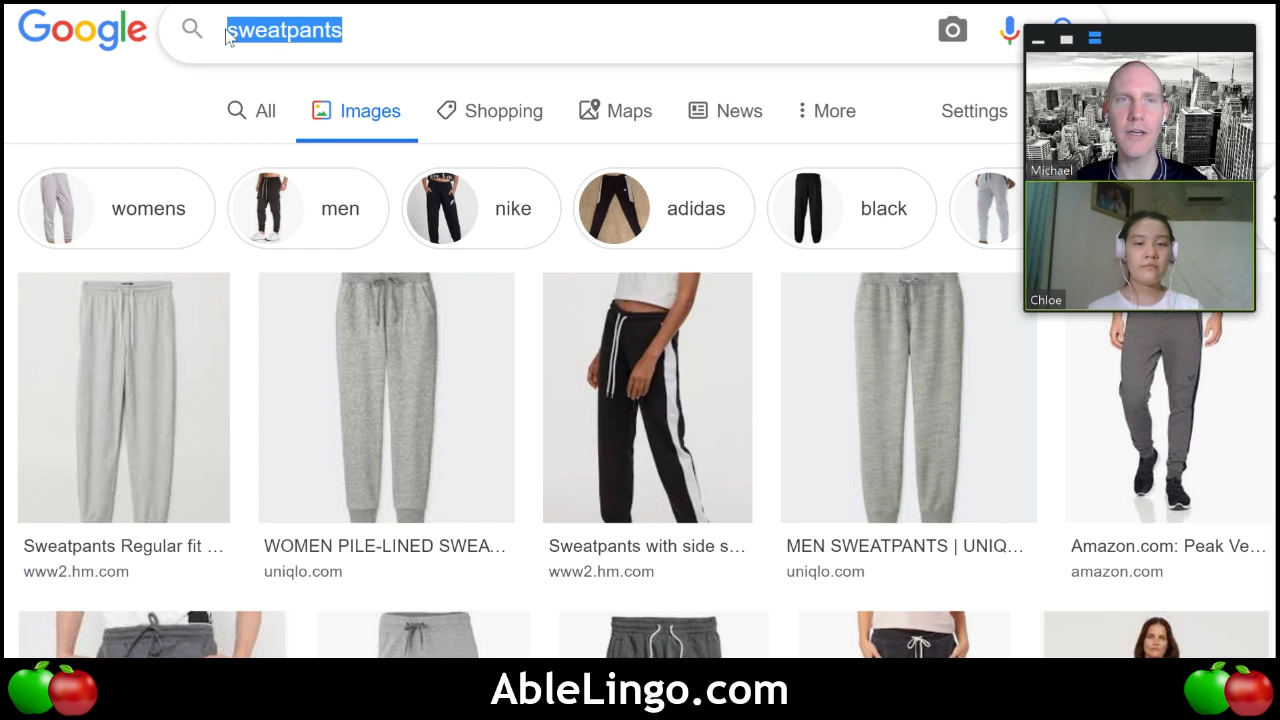 Google
sweatpants
All
Images
Shopping
Maps
News
More
Settings
Michael
Chloe
womens
men
nike
adidas
black
Sweatpants Regular fit …
www2.hm.com
WOMEN PILE-LINED SWEA…
uniqlo.com
Sweatpants with side s…
www2.hm.com
MEN SWEATPANTS | UNIQ…
uniqlo.com
Amazon.com: Peak Ve…
amazon.com
AbleLingo.com